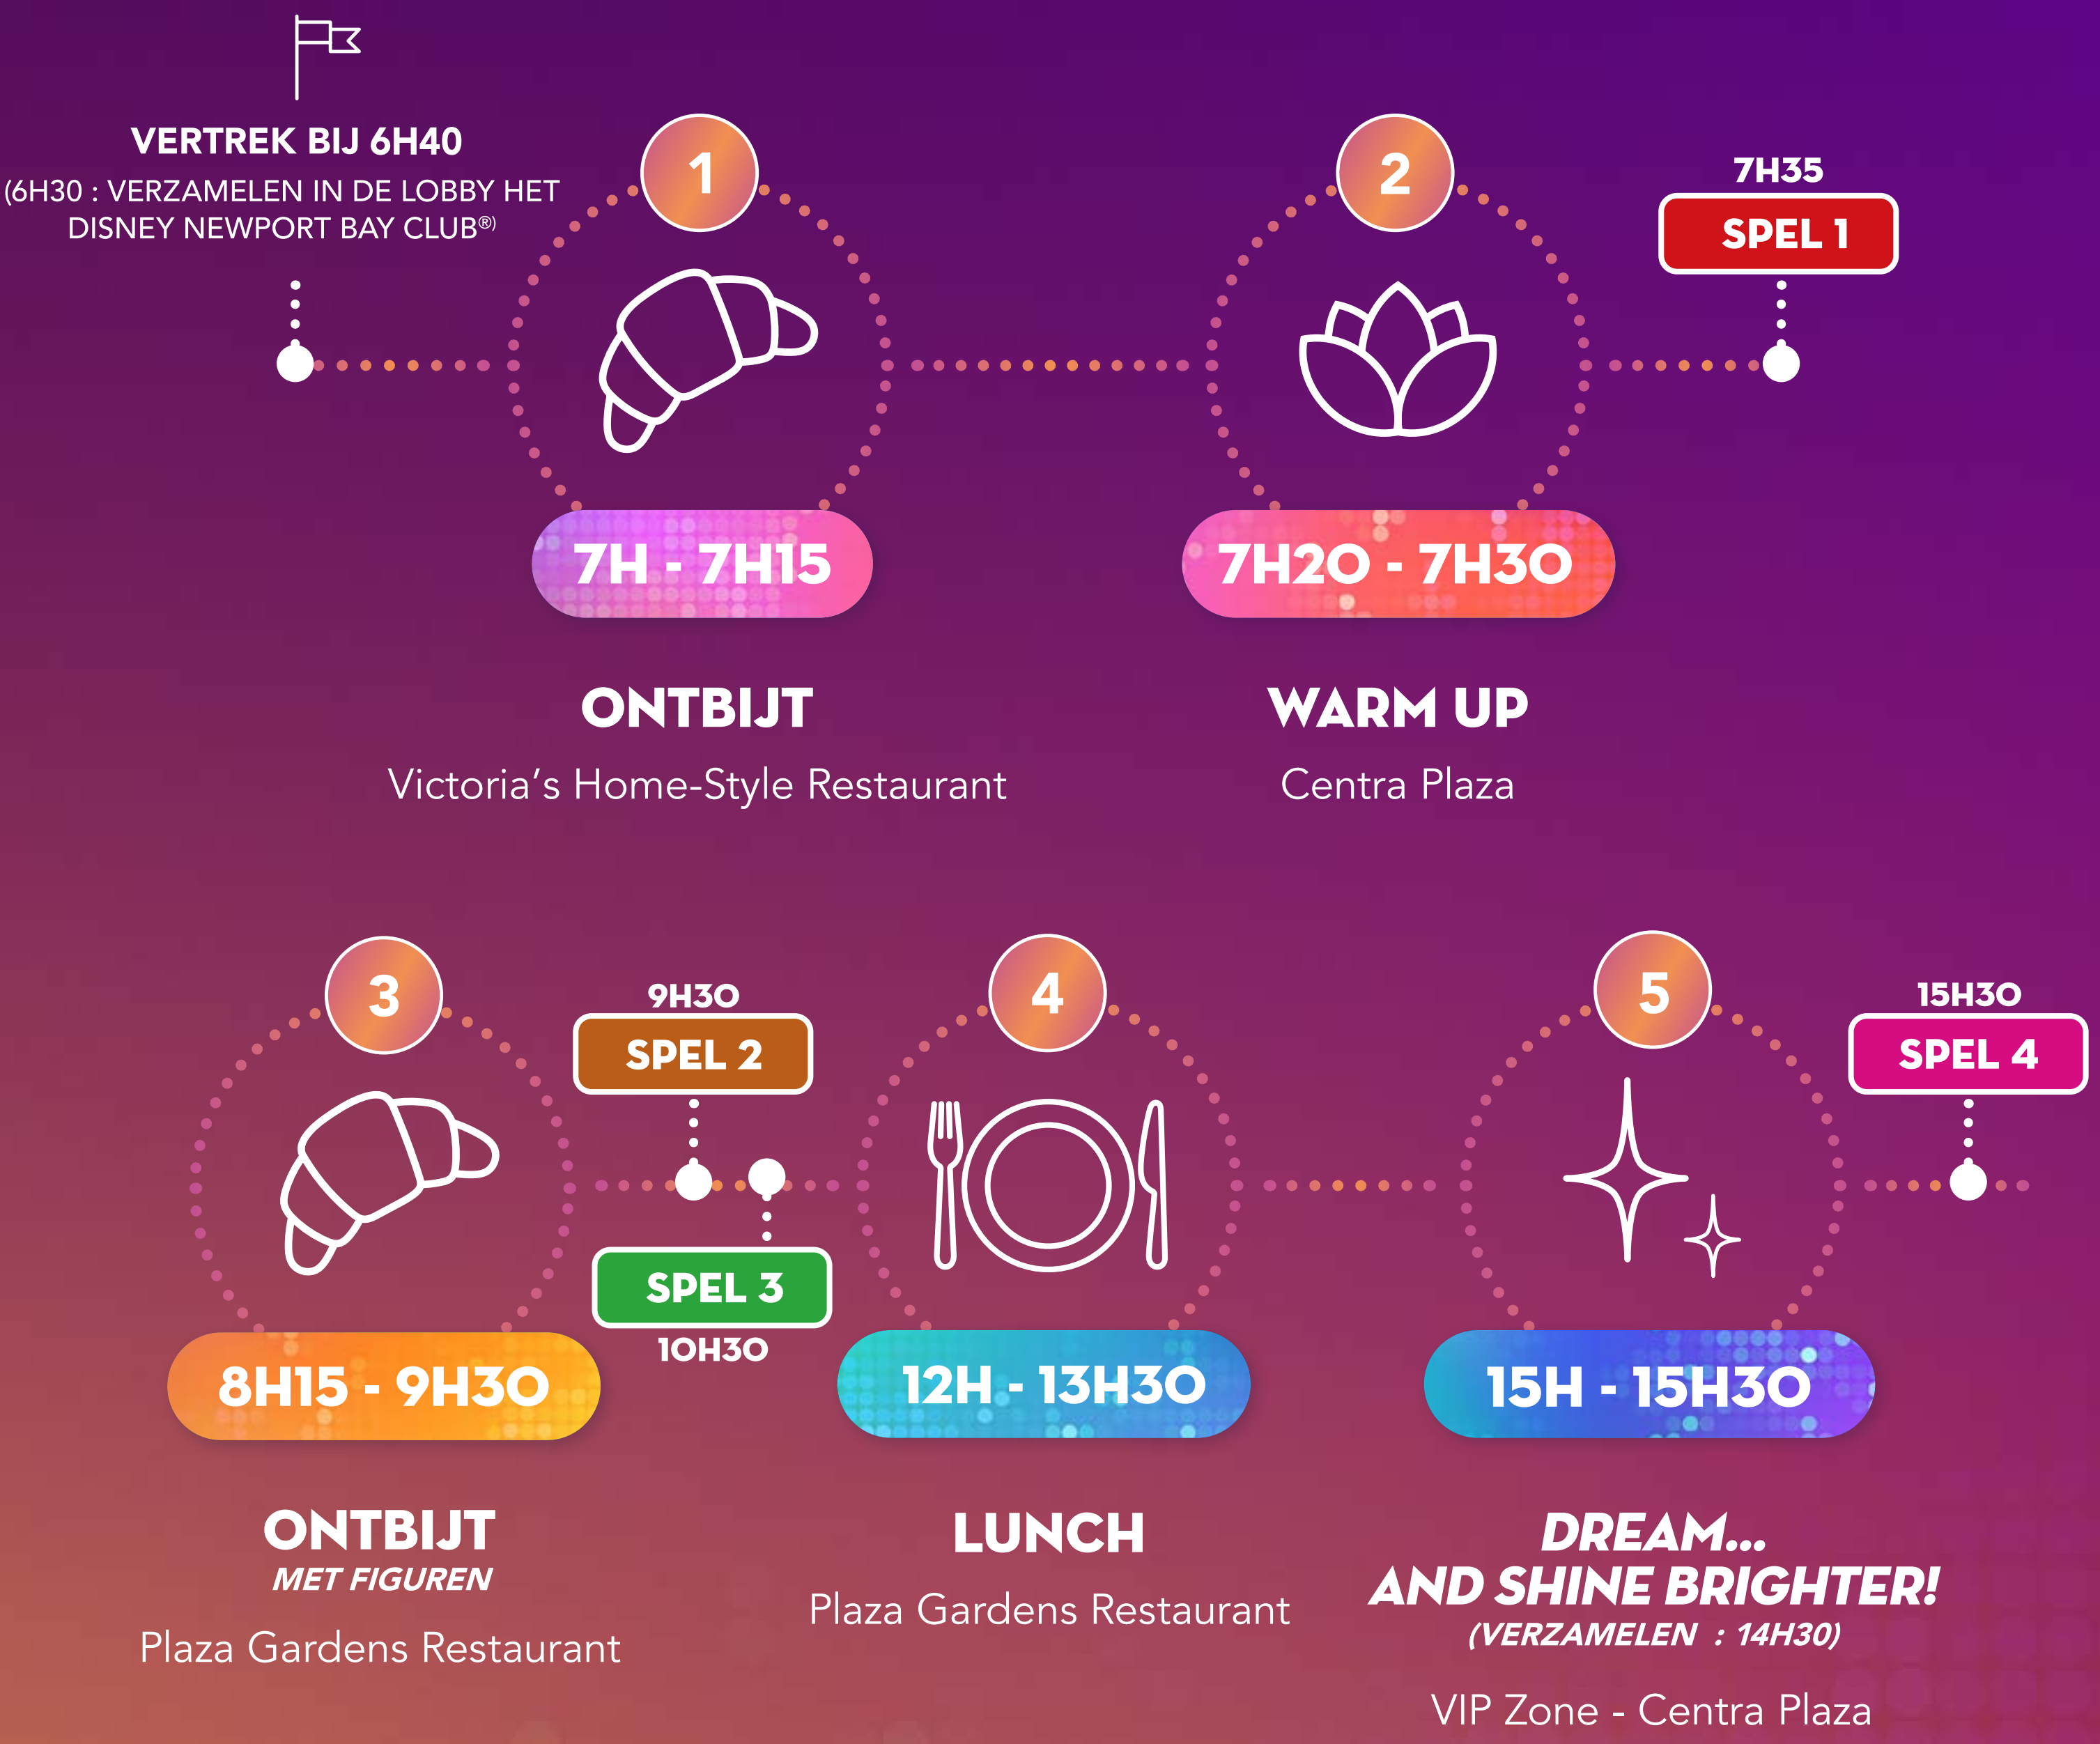 VERTREK BIJ 6H40
(6H30 : VERZAMELEN IN DE LOBBY HET
DISNEY NEWPORT BAY CLUB®)
1
7H - 7H15
ONTBIJT
Victoria‘s Home-Style Restaurant
2
7H20 - 7H30
WARM UP
Centra Plaza
7H35
SPEL 1
3
8H15 - 9H30
ONTBIJT
MET FIGUREN
Plaza Gardens Restaurant
9H30
SPEL 2
SPEL 3
10H30
4
12H - 13H30
LUNCH
Plaza Gardens Restaurant
5
15H - 15H30
DREAM...
AND SHINE BRIGHTER!
(VERZAMELEN : 14H30)
VIP Zone - Centra Plaza
15H30
SPEL 4